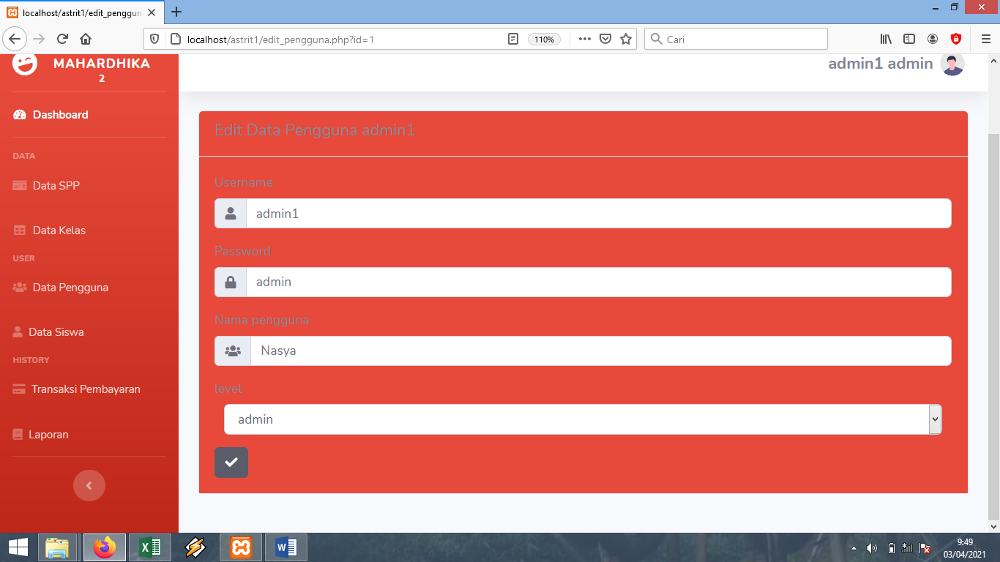 localhost/astrit1/edit_penggun
localhost/astrit1/edit_pengguna.php?id=1
110%
Cari
MAHARDHIKA
2
admin1 admin
Dashboard
DATA
Data SPP
Data Kelas
USER
Data Pengguna
Data Siswa
HISTORY
Transaksi Pembayaran
Laporan
Edit Data Pengguna admin1
Username
admin1
Password
admin
Nama pengguna
Nasya
level
admin
9:49
03/04/2021